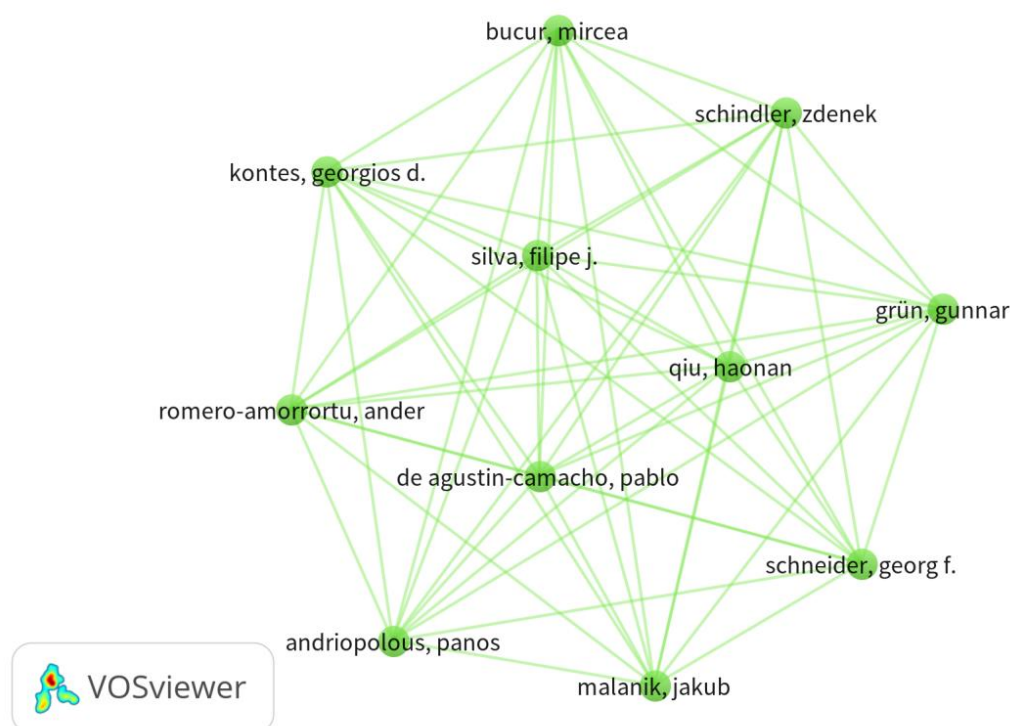 bucur, mircea
schindler, zdenek
kontes, georgios d.
silva, filipe j.
grün, gunnar
qiu, haonan
romero-amorrortu, ander
de agustin-camacho, pablo
schneider, georg f.
andriopolous, panos
malanik, jakub
VOSviewer